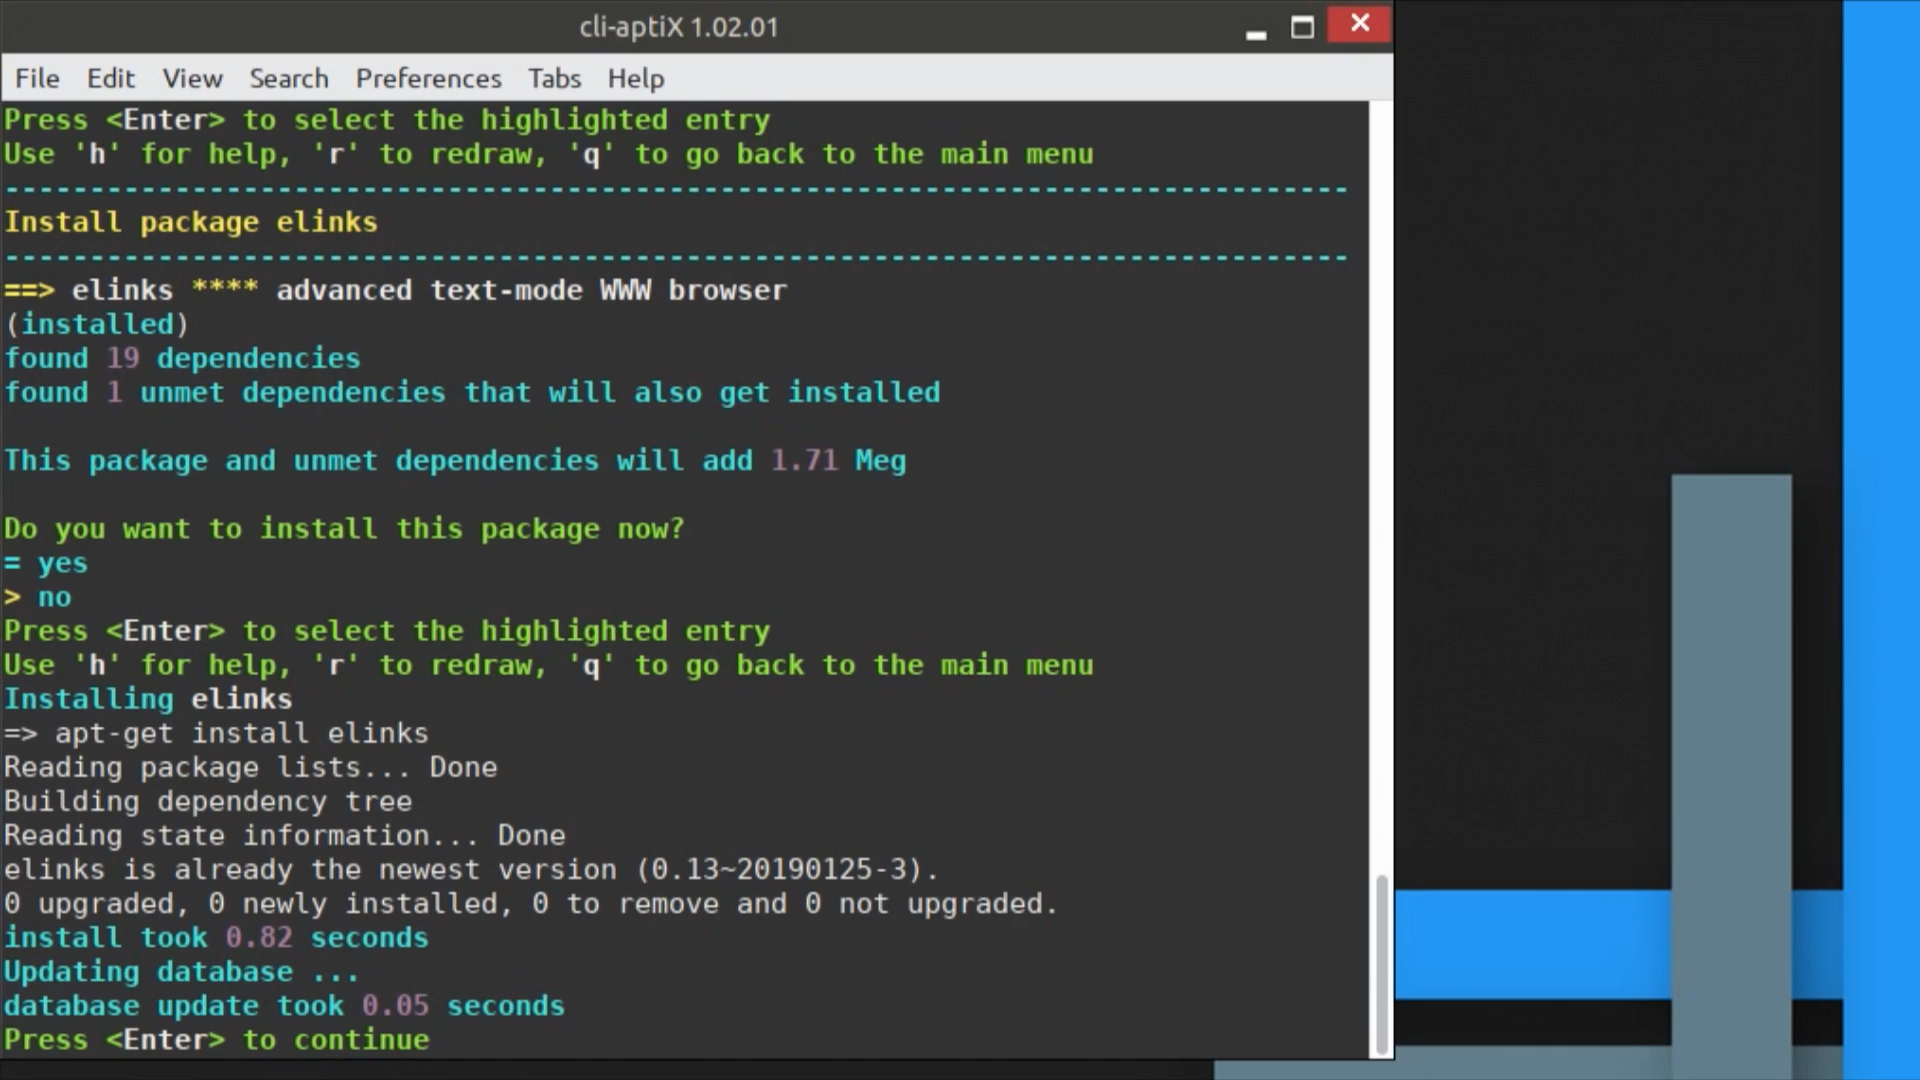 cli-aptiX 1.02.01
File Edit View Search Preferences Tabs Help
Press <Enter> to select the highlighted entry
Use 'h' for help, 'r' to redraw, 'q' to go back to the main menu
-------------------------------------------------------------------------------
Install package elinks
-------------------------------------------------------------------------------
==> elinks **** advanced text-mode WWW browser
(installed)
found 19 dependencies
found 1 unmet dependencies that will also get installed
This package and unmet dependencies will add 1.71 Meg
Do you want to install this package now?
= yes
> no
Press <Enter> to select the highlighted entry
Use 'h' for help, 'r' to redraw, 'q' to go back to the main menu
Installing elinks
=> apt-get install elinks
Reading package lists... Done
Building dependency tree
Reading state information... Done
elinks is already the newest version (0.13~20190125-3).
0 upgraded, 0 newly installed, 0 to remove and 0 not upgraded.
install took 0.82 seconds
Updating database ...
database update took 0.05 seconds
Press <Enter> to continue